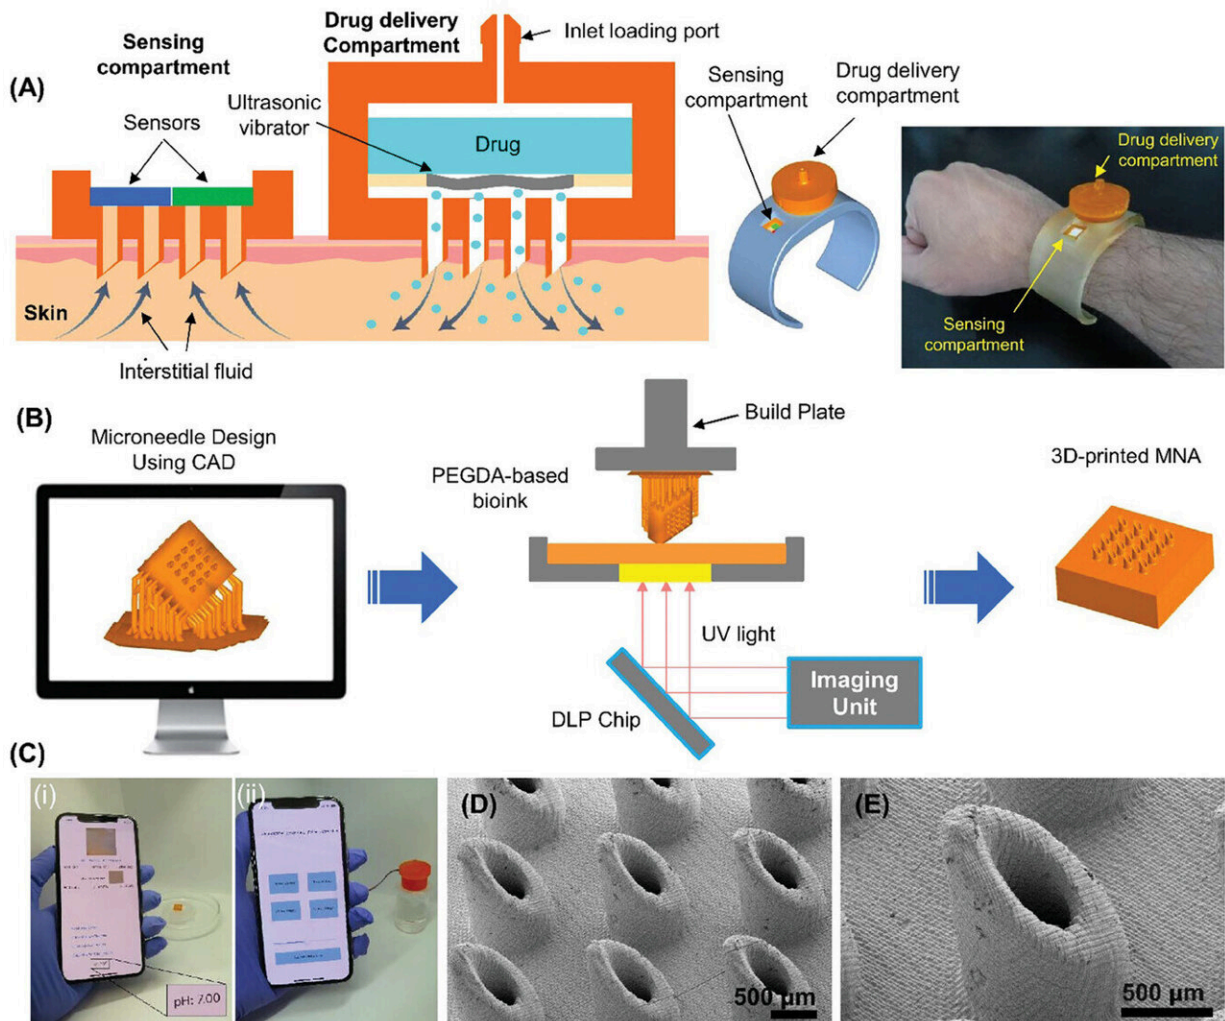 (A)
Sensing
compartment
Sensors
Drug delivery
Compartment
Inlet loading port
Ultrasonic
vibrator
Drug
Skin
Interstitial fluid
Sensing
compartment
Drug delivery
compartment
Drug delivery
compartment
Sensing
compartment
(B)
Microneedle Design
Using CAD
PEGDA-based
bioink
Build Plate
UV light
DLP Chip
Imaging
Unit
3D-printed MNA
(C)
(i)
pH: 7.00
(ii)
(D)
500 µm
(E)
500 µm